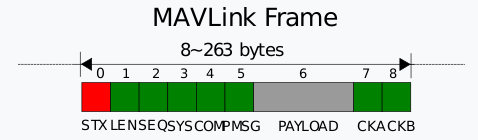 MAVLink Frame
8~263 bytes
0 1 2 3 4 5 6 7 8
STX LEN SEQ SYS COMP MSG PAYLOAD CKA CKB